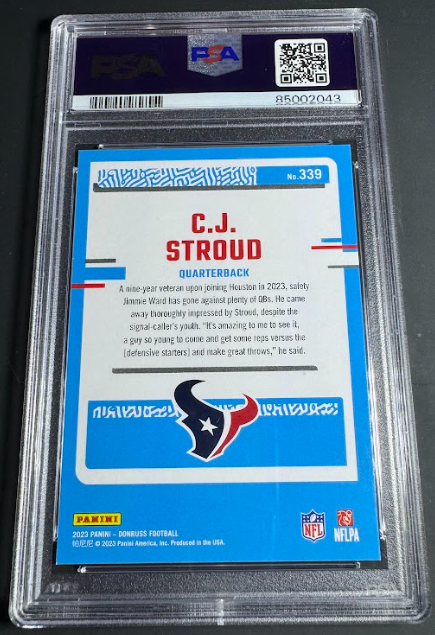 PSA
PSA
85002043
No.339
C.J.
STROUD
QUARTERBACK
A nine-year veteran upon joining Houston in 2023, safety
Jimmie Ward has gone against plenty of QBs. He came
away thoroughly impressed by Stroud, despite the
signal-caller's youth. "It's amazing to me to see it,
a guy so young to come and get some reps versus the
(defensive starters) and make great throws," he said.
PANINI
2023 PANINI - DONRUSS FOOTBALL
帕尼尼 © 2023 Panini America, Inc. Produced in the USA.
NFL
NFLPA